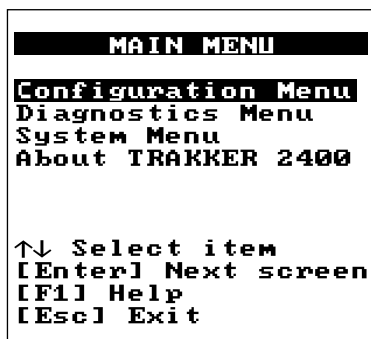 MAIN MENU
Configuration Menu
Diagnostics Menu
System Menu
About TRAKKER 2400
↑↓ Select item
[Enter] Next screen
[F1] Help
[Esc] Exit